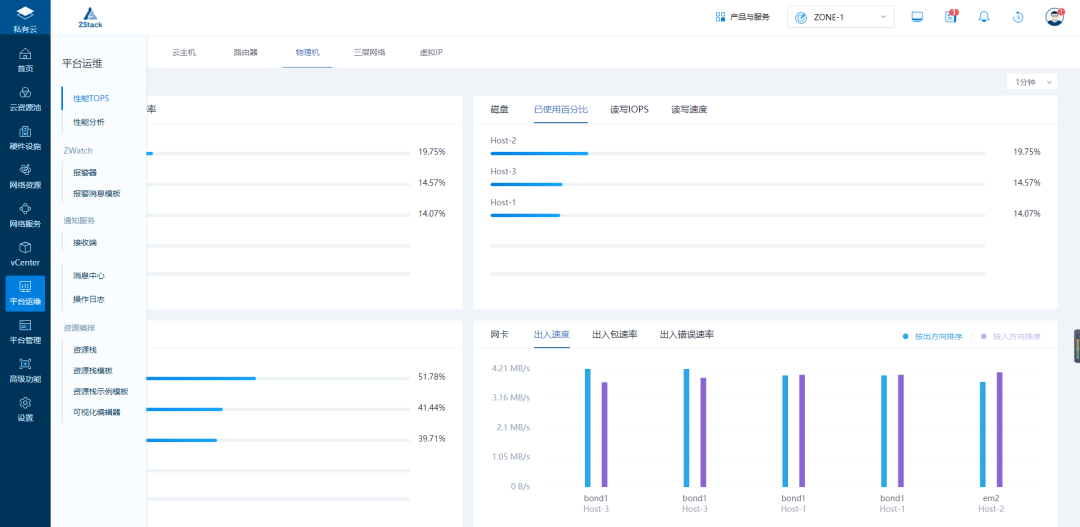 私有云
ZStack
产品与服务
ZONE-1
1
首页
云资源池
硬件设施
网络资源
网络服务
vCenter
平台运维
平台管理
高级功能
设置
平台运维
性能TOP5
性能分析
ZWatch
报警器
报警消息模板
通知服务
接收端
消息中心
操作日志
资源编排
资源栈
资源栈模板
资源栈示例模板
可视化编辑器
云主机
路由器
物理机
三层网络
虚拟IP
1分钟
率
19.75%
14.57%
14.07%
磁盘
已使用百分比
读写IOPS
读写速度
Host-2
19.75%
Host-3
14.57%
Host-1
14.07%
51.78%
41.44%
39.71%
网卡
出入速度
出入包速率
出入错误速率
按出方向排序
按入方向排序
4.21 MB/s
3.16 MB/s
2.1 MB/s
1.05 MB/s
0 B/s
bond1
Host-3
bond1
Host-3
bond1
Host-1
bond1
Host-1
em2
Host-2